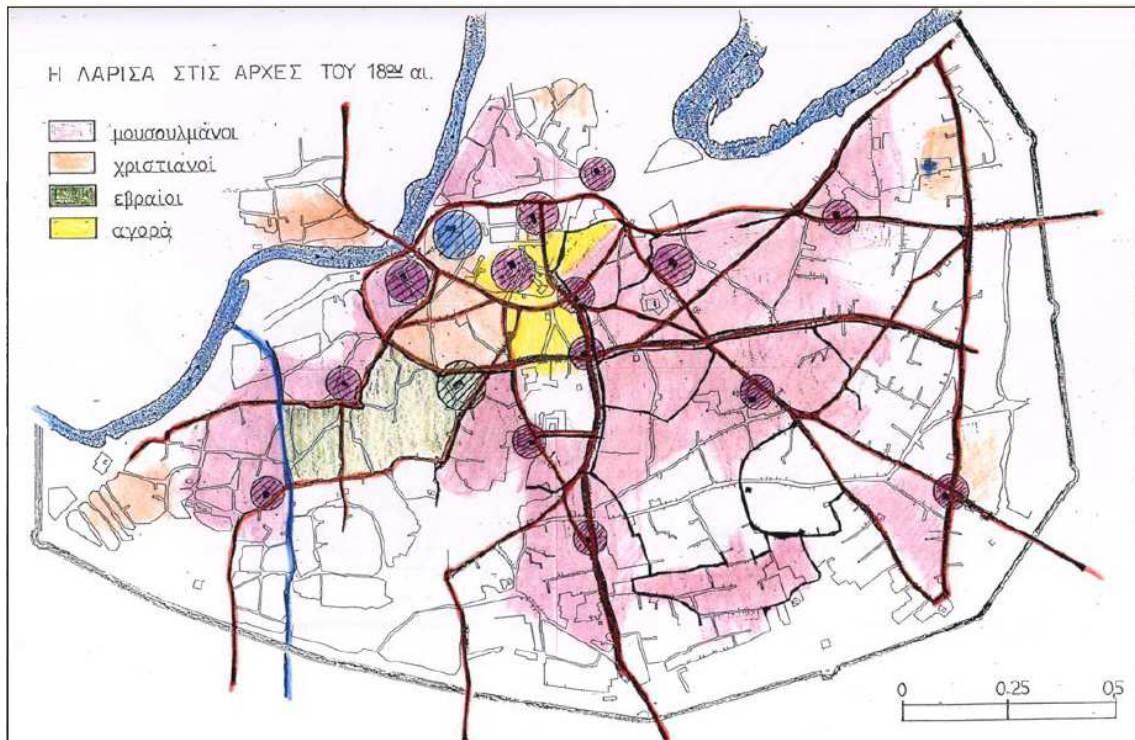 Η ΛΑΡΙΣΑ ΣΤΙΣ ΑΡΧΕΣ ΤΟΥ 18ου αι.
μουσουλμάνοι
χριστιανοί
εβραίοι
αγορά
0 0.25 0.5